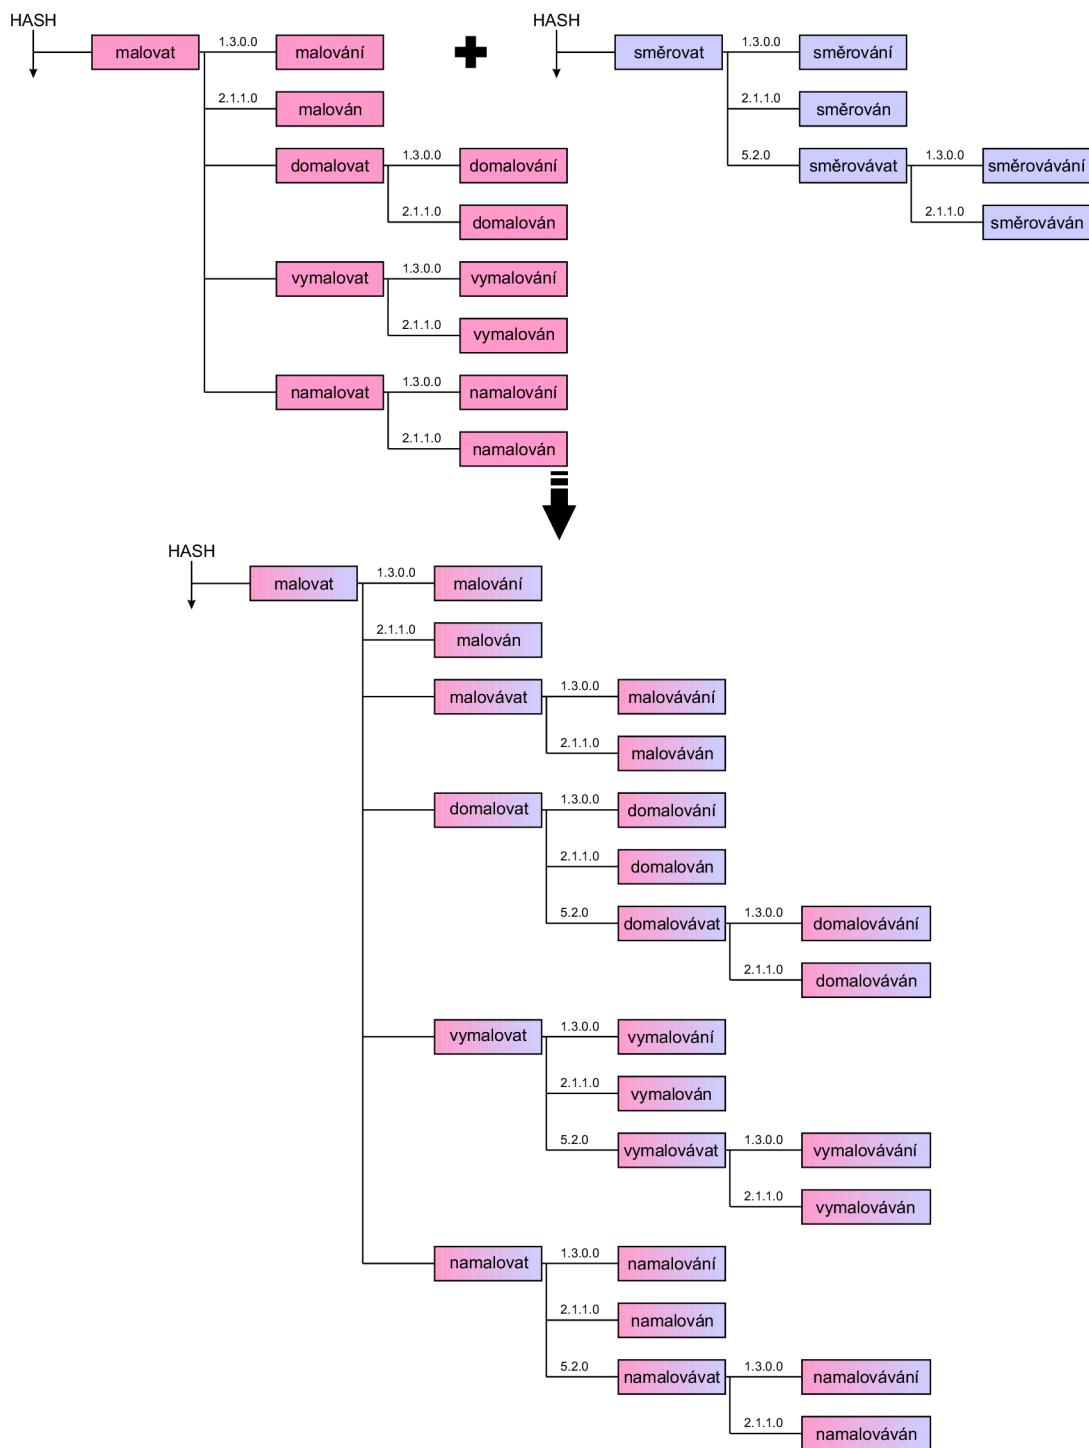 HASH
malovat
1.3.0.0
malování
2.1.1.0
malován
domalovat
1.3.0.0
domalování
2.1.1.0
domalován
vymalovat
1.3.0.0
vymalování
2.1.1.0
vymalován
namalovat
1.3.0.0
namalování
2.1.1.0
namalován
HASH
směrovat
1.3.0.0
směrování
2.1.1.0
směrován
5.2.0
směrovávat
1.3.0.0
směrovávání
2.1.1.0
směrováván
HASH
malovat
1.3.0.0
malování
2.1.1.0
malován
malovávat
1.3.0.0
malovávání
2.1.1.0
malováván
domalovat
1.3.0.0
domalování
2.1.1.0
domalován
5.2.0
domalovávat
1.3.0.0
domalovávání
2.1.1.0
domalováván
vymalovat
1.3.0.0
vymalování
2.1.1.0
vymalován
5.2.0
vymalovávat
1.3.0.0
vymalovávání
2.1.1.0
vymalováván
namalovat
1.3.0.0
namalování
2.1.1.0
namalován
5.2.0
namalovávat
1.3.0.0
namalovávání
2.1.1.0
namalováván